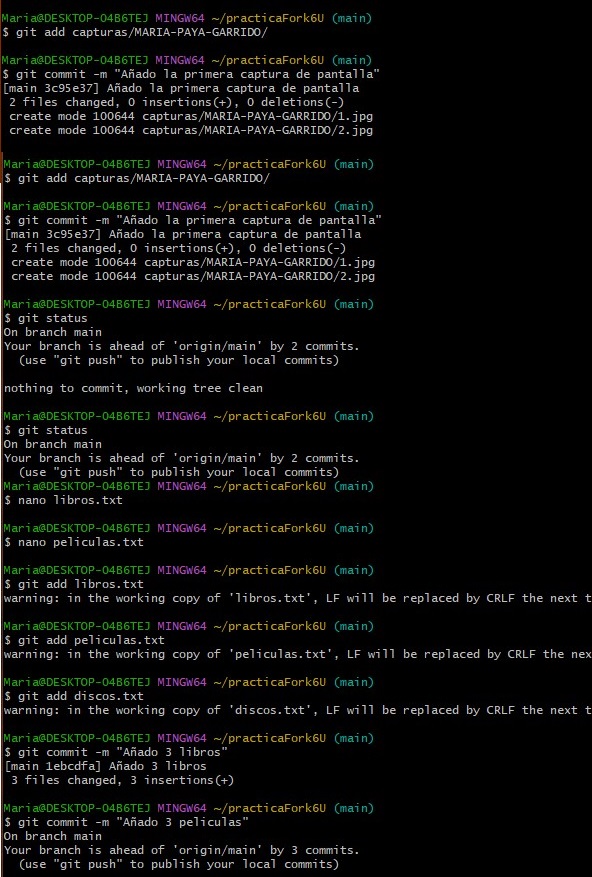 Maria@DESKTOP-O4B6TEJ MINGW64 ~/practicaFork6U (main)
$ git add capturas/MARIA-PAYA-GARRIDO/
Maria@DESKTOP-O4B6TEJ MINGW64 ~/practicaFork6U (main)
$ git commit -m "Añado la primera captura de pantalla"
[main 3c95e37] Añado la primera captura de pantalla
2 files changed, 0 insertions(+), 0 deletions(-)
create mode 100644 capturas/MARIA-PAYA-GARRIDO/1.jpg
create mode 100644 capturas/MARIA-PAYA-GARRIDO/2.jpg
Maria@DESKTOP-O4B6TEJ MINGW64 ~/practicaFork6U (main)
$ git add capturas/MARIA-PAYA-GARRIDO/
Maria@DESKTOP-O4B6TEJ MINGW64 ~/practicaFork6U (main)
$ git commit -m "Añado la primera captura de pantalla"
[main 3c95e37] Añado la primera captura de pantalla
2 files changed, 0 insertions(+), 0 deletions(-)
create mode 100644 capturas/MARIA-PAYA-GARRIDO/1.jpg
create mode 100644 capturas/MARIA-PAYA-GARRIDO/2.jpg
Maria@DESKTOP-O4B6TEJ MINGW64 ~/practicaFork6U (main)
$ git status
On branch main
Your branch is ahead of 'origin/main' by 2 commits.
(use "git push" to publish your local commits)
nothing to commit, working tree clean
Maria@DESKTOP-O4B6TEJ MINGW64 ~/practicaFork6U (main)
$ git status
On branch main
Your branch is ahead of 'origin/main' by 2 commits.
(use "git push" to publish your local commits)
Maria@DESKTOP-O4B6TEJ MINGW64 ~/practicaFork6U (main)
$ nano libros.txt
Maria@DESKTOP-O4B6TEJ MINGW64 ~/practicaFork6U (main)
$ nano peliculas.txt
Maria@DESKTOP-O4B6TEJ MINGW64 ~/practicaFork6U (main)
$ git add libros.txt
warning: in the working copy of 'libros.txt', LF will be replaced by CRLF the next t
Maria@DESKTOP-O4B6TEJ MINGW64 ~/practicaFork6U (main)
$ git add peliculas.txt
warning: in the working copy of 'peliculas.txt', LF will be replaced by CRLF the nex
Maria@DESKTOP-O4B6TEJ MINGW64 ~/practicaFork6U (main)
$ git add discos.txt
warning: in the working copy of 'discos.txt', LF will be replaced by CRLF the next t
Maria@DESKTOP-O4B6TEJ MINGW64 ~/practicaFork6U (main)
$ git commit -m "Añado 3 libros"
[main 1ebcdfa] Añado 3 libros
3 files changed, 3 insertions(+)
Maria@DESKTOP-O4B6TEJ MINGW64 ~/practicaFork6U (main)
$ git commit -m "Añado 3 peliculas"
On branch main
Your branch is ahead of 'origin/main' by 3 commits.
(use "git push" to publish your local commits)